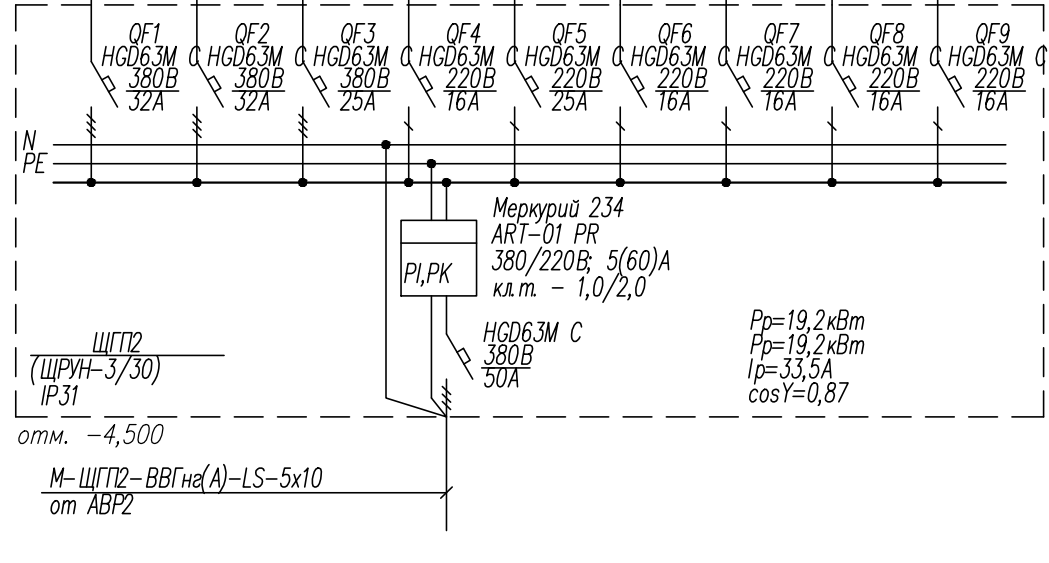 QF1 QF2 QF3 QF4 QF5 QF6 QF7 QF8 QF9
HGD63M C HGD63M C HGD63M C HGD63M C HGD63M C HGD63M C HGD63M C HGD63M C HGD63M C
380В 380В 380В 220В 220В 220В 220В 220В 220В
32А 32А 25А 16А 25А 16А 16А 16А 16А
N
PE
Меркурий 234
ART-01 PR
380/220В; 5(60)А
кл.т. - 1,0/2,0
PI,PK
HGD63M C
380В
50А
Рр=19,2кВт
Рр=19,2кВт
Iр=33,5А
cosY=0,87
ЩГП2
(ЩРУН-3/30)
IP31
отм. -4,500
М-ЩГП2-ВВГнг(А)-LS-5х10
от АВР2